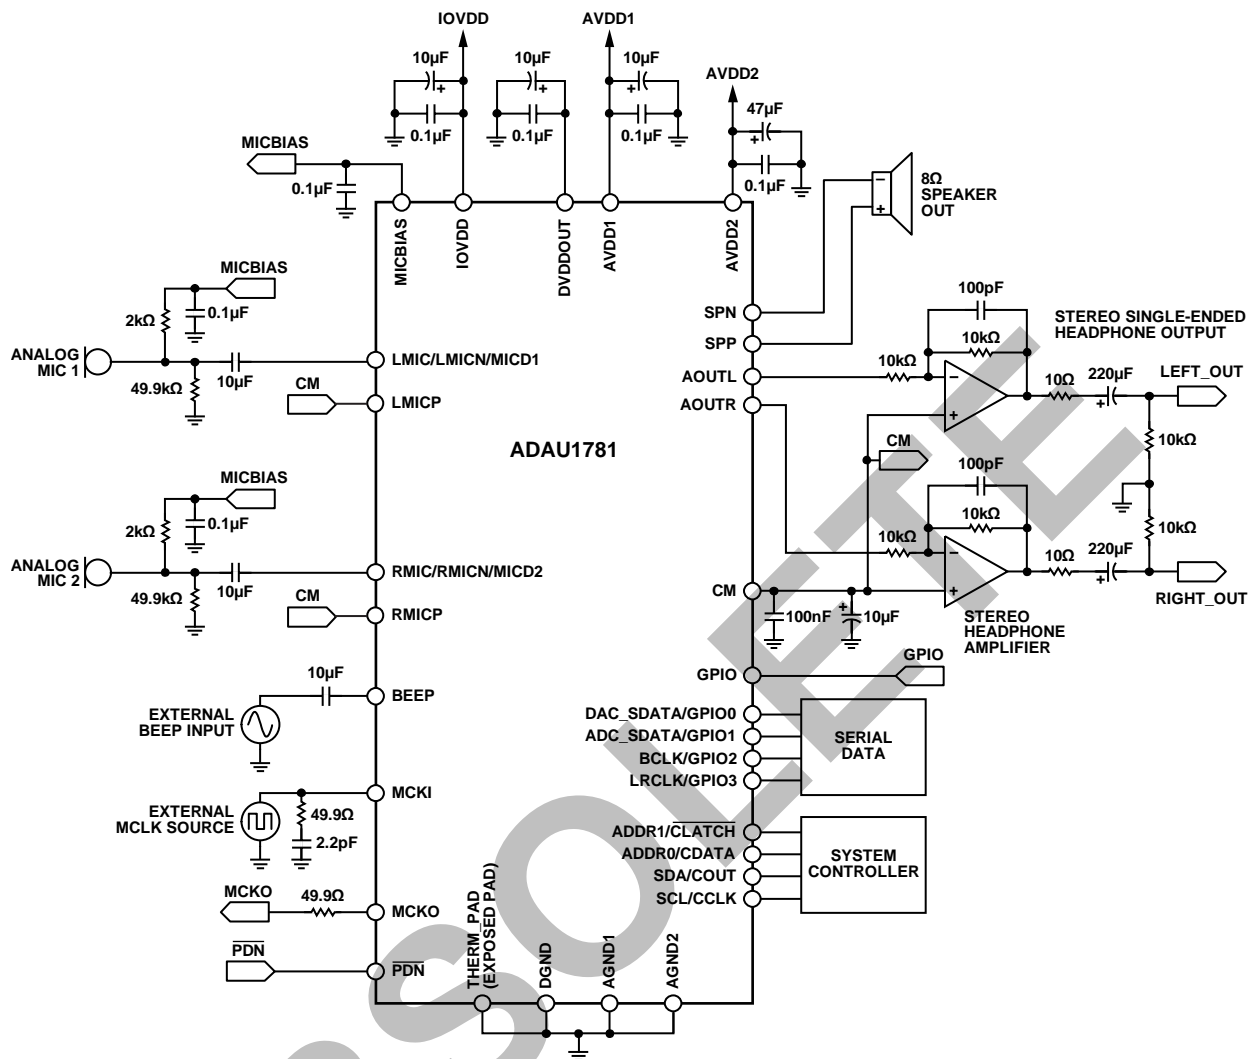 IOVDD
AVDD1
10µF
+
0.1µF
10µF
+
0.1µF
10µF
+
0.1µF
AVDD2
47µF
+
0.1µF
MICBIAS
0.1µF
8Ω
SPEAKER
OUT
−
+
MICBIAS
IOVDD
DVDDOUT
AVDD1
AVDD2
MICBIAS
0.1µF
2kΩ
ANALOG
MIC 1
49.9kΩ
10µF
LMIC/LMICN/MICD1
CM
LMICP
ADAU1781
MICBIAS
0.1µF
2kΩ
ANALOG
MIC 2
49.9kΩ
10µF
RMIC/RMICN/MICD2
CM
RMICP
10µF
BEEP
EXTERNAL
BEEP INPUT
EXTERNAL
MCLK SOURCE
MCKI
49.9Ω
2.2pF
MCKO
49.9Ω
MCKO
PDN
PDN
THERM_PAD
(EXPOSED PAD)
DGND
AGND1
AGND2
SPN
SPP
AOUTL
AOUTR
100pF
10kΩ
10kΩ
−
+
STEREO SINGLE-ENDED
HEADPHONE OUTPUT
10Ω
220µF
+
LEFT_OUT
10kΩ
CM
100pF
10kΩ
10kΩ
−
+
10Ω
220µF
+
10kΩ
RIGHT_OUT
STEREO
HEADPHONE
AMPLIFIER
CM
100nF
+
10µF
GPIO
GPIO
DAC_SDATA/GPIO0
ADC_SDATA/GPIO1
BCLK/GPIO2
LRCLK/GPIO3
SERIAL
DATA
ADDR1/CLATCH
ADDR0/CDATA
SDA/COUT
SCL/CCLK
SYSTEM
CONTROLLER